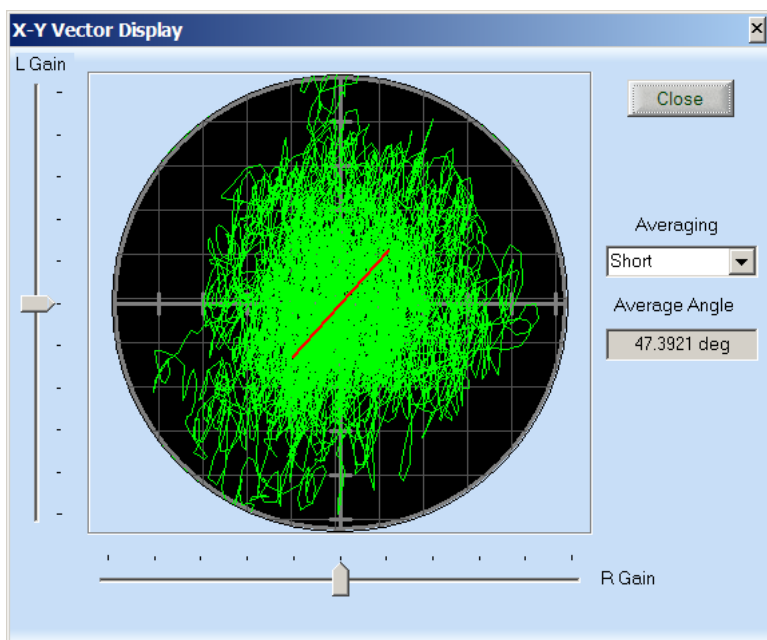 X-Y Vector Display
L Gain
Close
Averaging
Short
Average Angle
47.3921 deg
R Gain